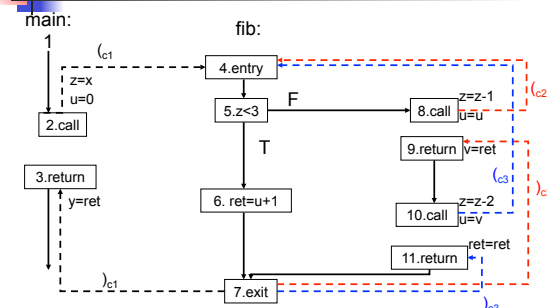 main:
fib:
1
(c1
4.entry
z=x
u=0
2.call
5.z<3
F
8.call
z=z-1
u=u
(c2
T
9.return
v=ret
(c3
3.return
y=ret
6. ret=u+1
10.call
z=z-2
u=v
11.return
ret=ret
)c1
7.exit